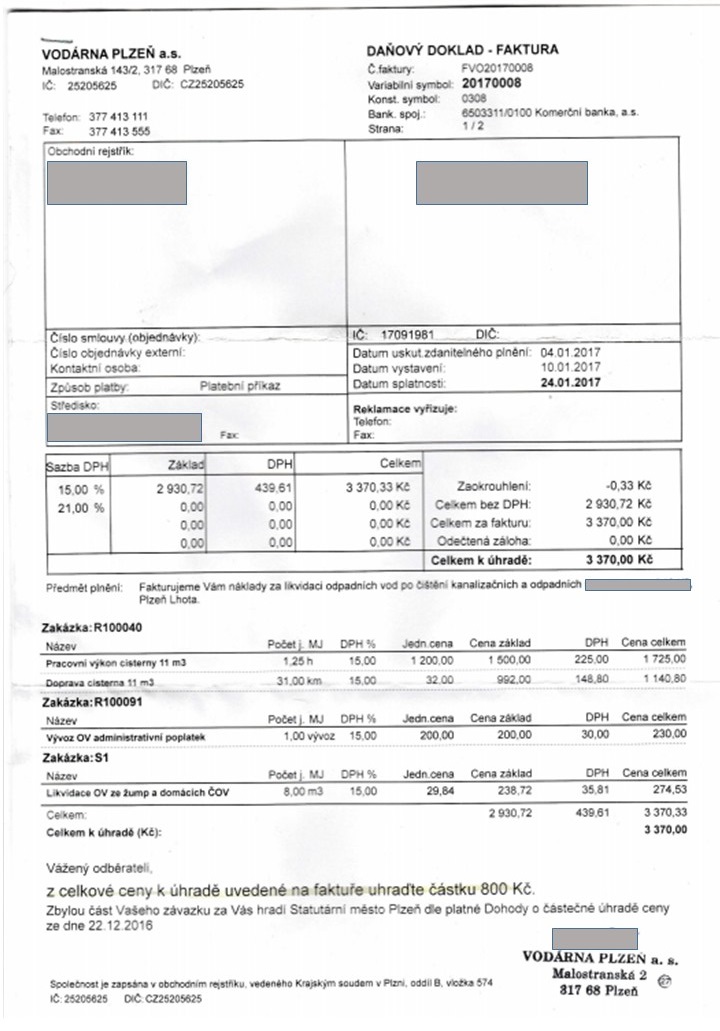 VODÁRNA PLZEŇ a.s.
Malostranská 143/2, 317 68 Plzeň
IČ: 25205625 DIČ: CZ25205625
Telefon: 377 413 111
Fax: 377 413 555
DAŇOVÝ DOKLAD - FAKTURA
Č.faktury: FVO20170008
Variabilní symbol: 20170008
Konst. symbol: 0308
Bank. spoj.: 6503311/0100 Komerční banka, a.s.
Strana: 1 / 2
Obchodní rejstřík:
Číslo smlouvy (objednávky):
Číslo objednávky externí:
Kontaktní osoba:
Způsob platby: Platební příkaz
Středisko:
Fax:
IČ: 17091981 DIČ:
Datum uskut.zdanitelného plnění: 04.01.2017
Datum vystavení: 10.01.2017
Datum splatnosti: 24.01.2017
Reklamace vyřizuje:
Telefon:
Fax:
Sazba DPH Základ DPH Celkem
15,00 % 2 930,72 439,61 3 370,33 Kč
21,00 % 0,00 0,00 0,00 Kč
0,00 0,00 0,00 Kč
0,00 0,00 0,00 Kč
Zaokrouhlení: -0,33 Kč
Celkem bez DPH: 2 930,72 Kč
Celkem za fakturu: 3 370,00 Kč
Odečtená záloha: 0,00 Kč
Celkem k úhradě: 3 370,00 Kč
Předmět plnění: Fakturujeme Vám náklady za likvidaci odpadních vod po čištění kanalizačních a odpadních
Plzeň Lhota.
Zakázka:R100040
Název Počet j. MJ DPH % Jedn.cena Cena základ DPH Cena celkem
Pracovní výkon cisterny 11 m3 1,25 h 15,00 1 200,00 1 500,00 225,00 1 725,00
Doprava cisterna 11 m3 31,00 km 15,00 32,00 992,00 148,80 1 140,80
Zakázka:R100091
Název Počet j. MJ DPH % Jedn.cena Cena základ DPH Cena celkem
Vývoz OV administrativní poplatek 1,00 vývoz 15,00 200,00 200,00 30,00 230,00
Zakázka:S1
Název Počet j. MJ DPH % Jedn.cena Cena základ DPH Cena celkem
Likvidace OV ze žump a domácích ČOV 8,00 m3 15,00 29,84 238,72 35,81 274,53
Celkem: 2 930,72 439,61 3 370,33
Celkem k úhradě (Kč): 3 370,00
Vážený odběrateli,
z celkové ceny k úhradě uvedené na faktuře uhraďte částku 800 Kč.
Zbylou část Vašeho závazku za Vás hradí Statutární město Plzeň dle platné Dohody o částečné úhradě ceny
ze dne 22.12.2016
VODÁRNA PLZEŇ a. s.
Malostranská 2
317 68 Plzeň
27
Společnost je zapsána v obchodním rejstříku, vedeného Krajským soudem v Plzni, oddíl B, vložka 574
IČ: 25205625 DIČ: CZ25205625